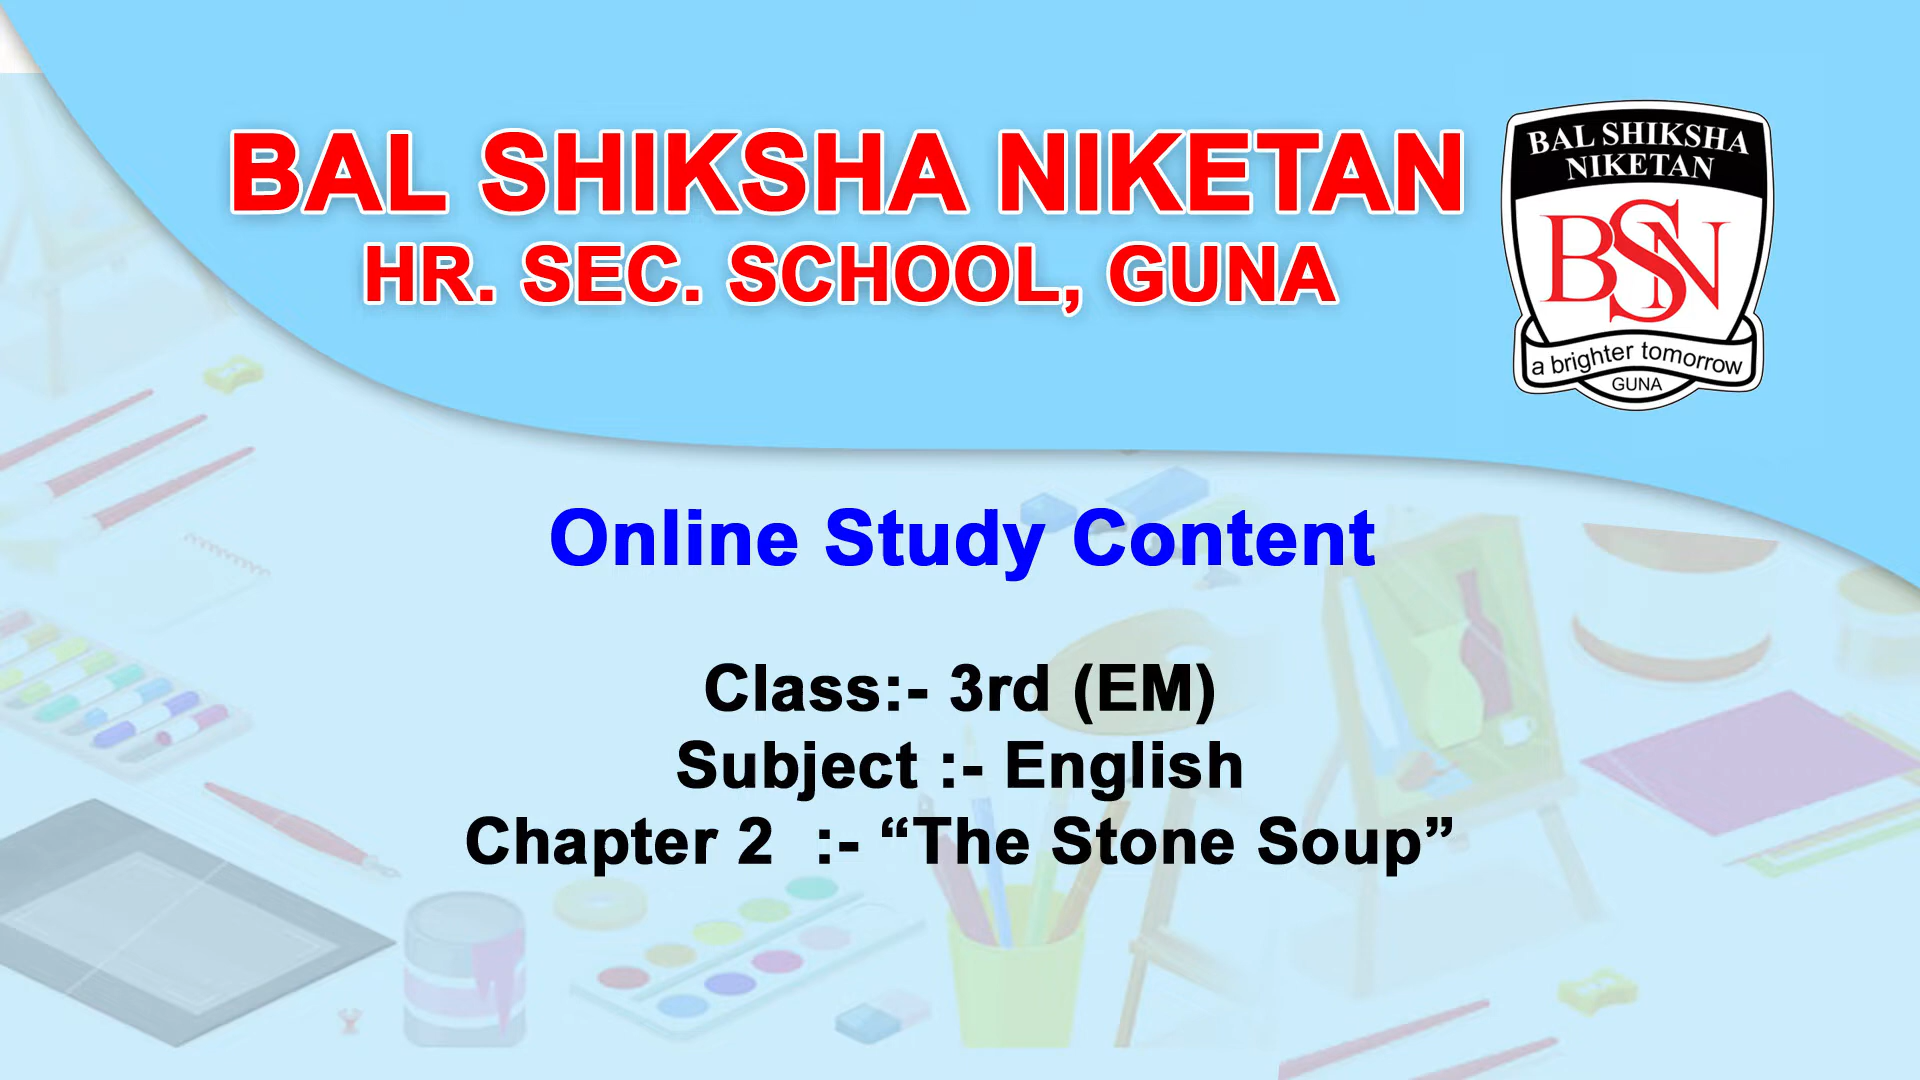 BAL SHIKSHA NIKETAN
HR. SEC. SCHOOL, GUNA
BAL SHIKSHA
NIKETAN
BSN
a brighter tomorrow
GUNA
Online Study Content
Class:- 3rd (EM)
Subject :- English
Chapter 2  :- “The Stone Soup”